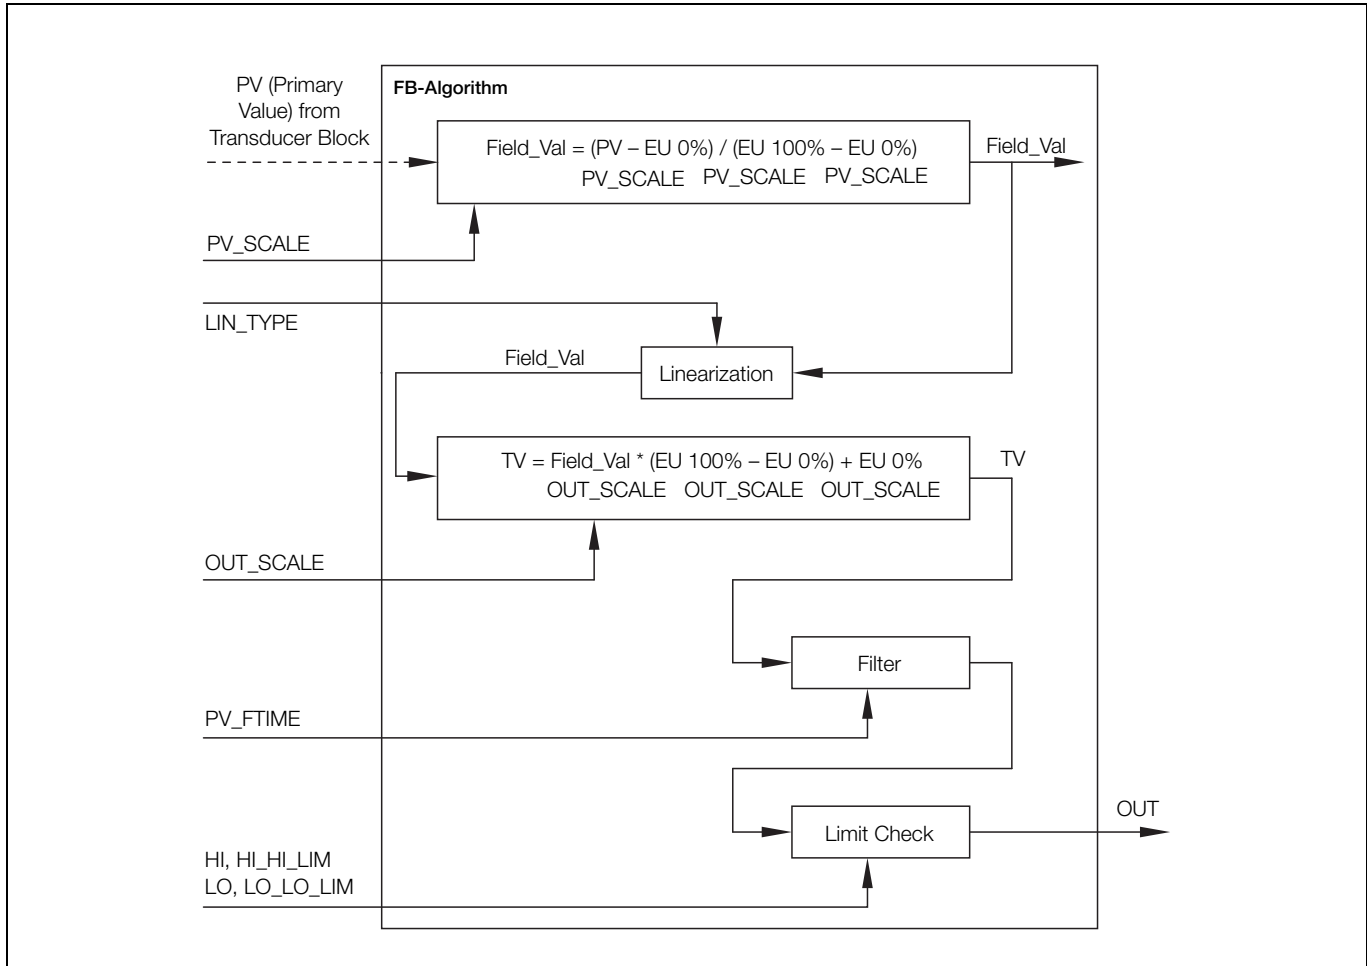 PV (Primary
Value) from
Transducer Block
FB-Algorithm
Field_Val = (PV – EU 0%) / (EU 100% – EU 0%)
PV_SCALE PV_SCALE PV_SCALE
Field_Val
PV_SCALE
LIN_TYPE
Field_Val
Linearization
TV = Field_Val * (EU 100% – EU 0%) + EU 0%
OUT_SCALE OUT_SCALE OUT_SCALE
TV
OUT_SCALE
Filter
PV_FTIME
Limit Check
OUT
HI, HI_HI_LIM
LO, LO_LO_LIM